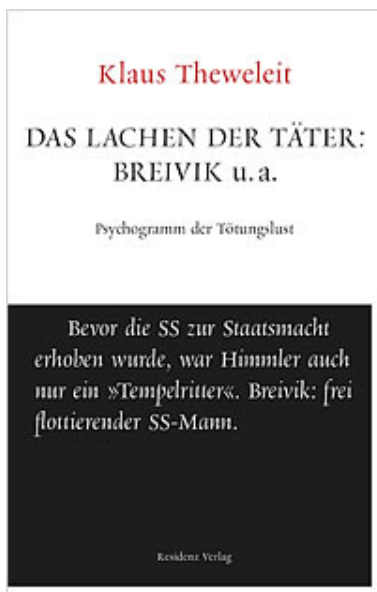 Klaus Theweleit
DAS LACHEN DER TÄTER:
BREIVIK u. a.
Psychogramm der Tötungslust
Bevor die SS zur Staatsmacht
erhoben wurde, war Himmler auch
nur ein »Tempelritter«. Breivik: frei
flottierender SS-Mann.
Residenz Verlag